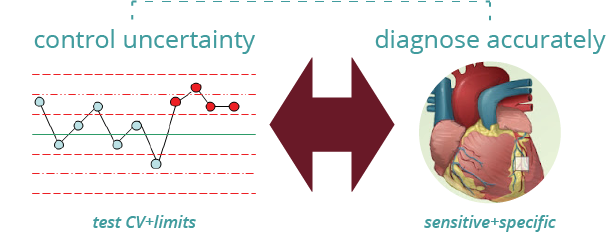 control uncertainty
diagnose accurately
test CV+limits
sensitive+specific